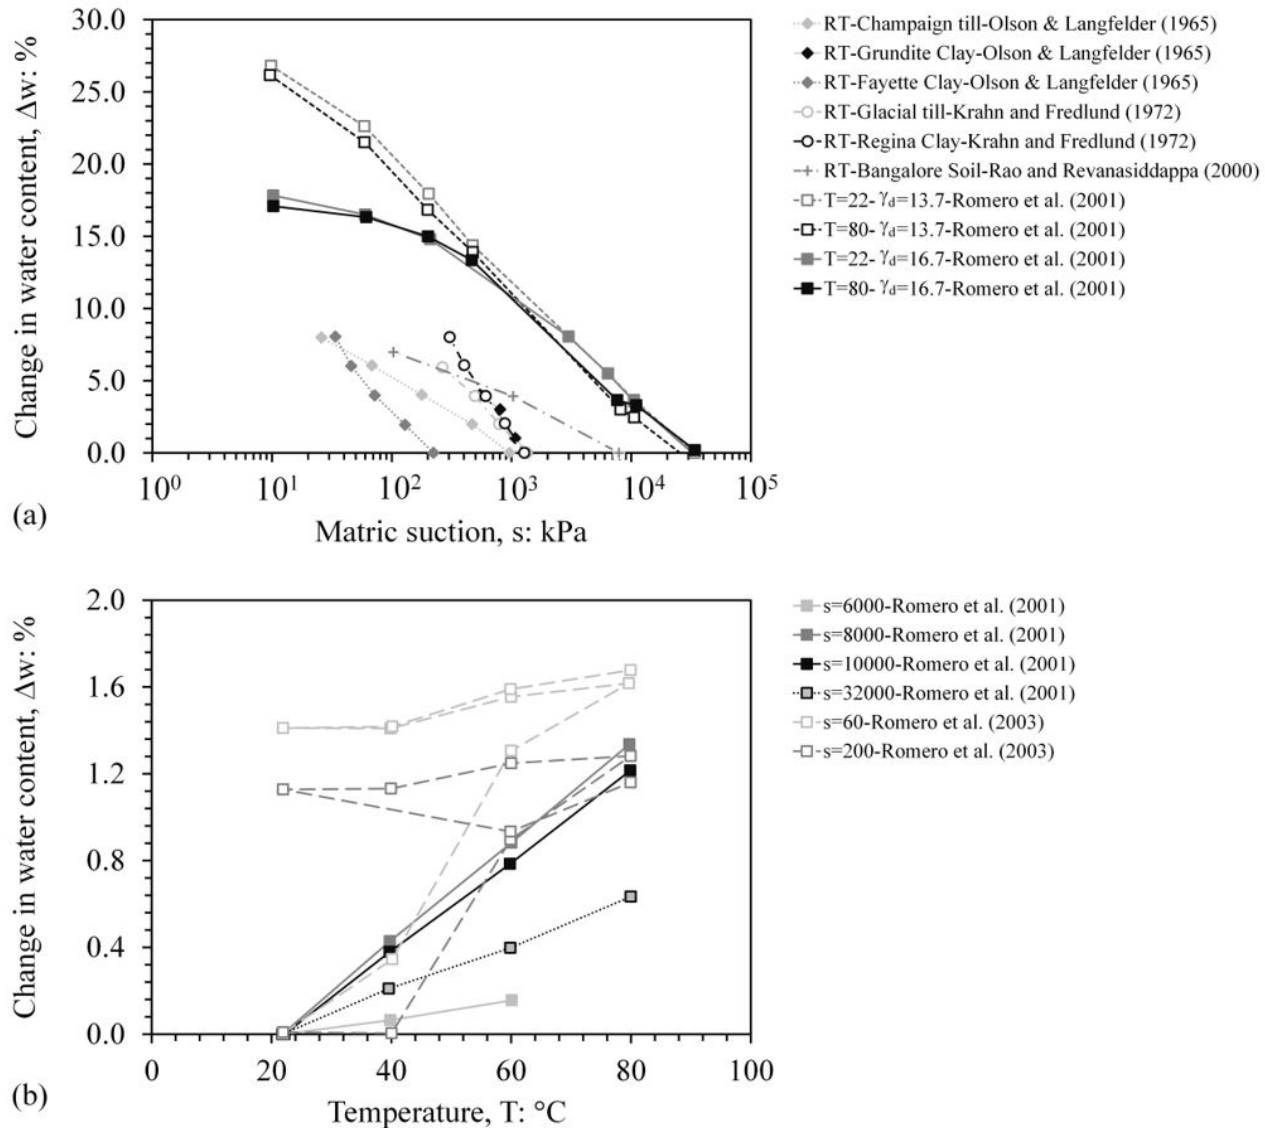 30.0
25.0
20.0
15.0
10.0
5.0
0.0
Change in water content, Δw: %
10⁰ 10¹ 10² 10³ 10⁴ 10⁵
Matric suction, s: kPa
(a)
RT-Champaign till-Olson & Langfelder (1965)
RT-Grundite Clay-Olson & Langfelder (1965)
RT-Fayette Clay-Olson & Langfelder (1965)
RT-Glacial till-Krahn and Fredlund (1972)
RT-Regina Clay-Krahn and Fredlund (1972)
RT-Bangalore Soil-Rao and Revanasiddappa (2000)
T=22- γd=13.7-Romero et al. (2001)
T=80- γd=13.7-Romero et al. (2001)
T=22- γd=16.7-Romero et al. (2001)
T=80- γd=16.7-Romero et al. (2001)
2.0
1.6
1.2
0.8
0.4
0.0
Change in water content, Δw: %
0 20 40 60 80 100
Temperature, T: °C
(b)
s=6000-Romero et al. (2001)
s=8000-Romero et al. (2001)
s=10000-Romero et al. (2001)
s=32000-Romero et al. (2001)
s=60-Romero et al. (2003)
s=200-Romero et al. (2003)